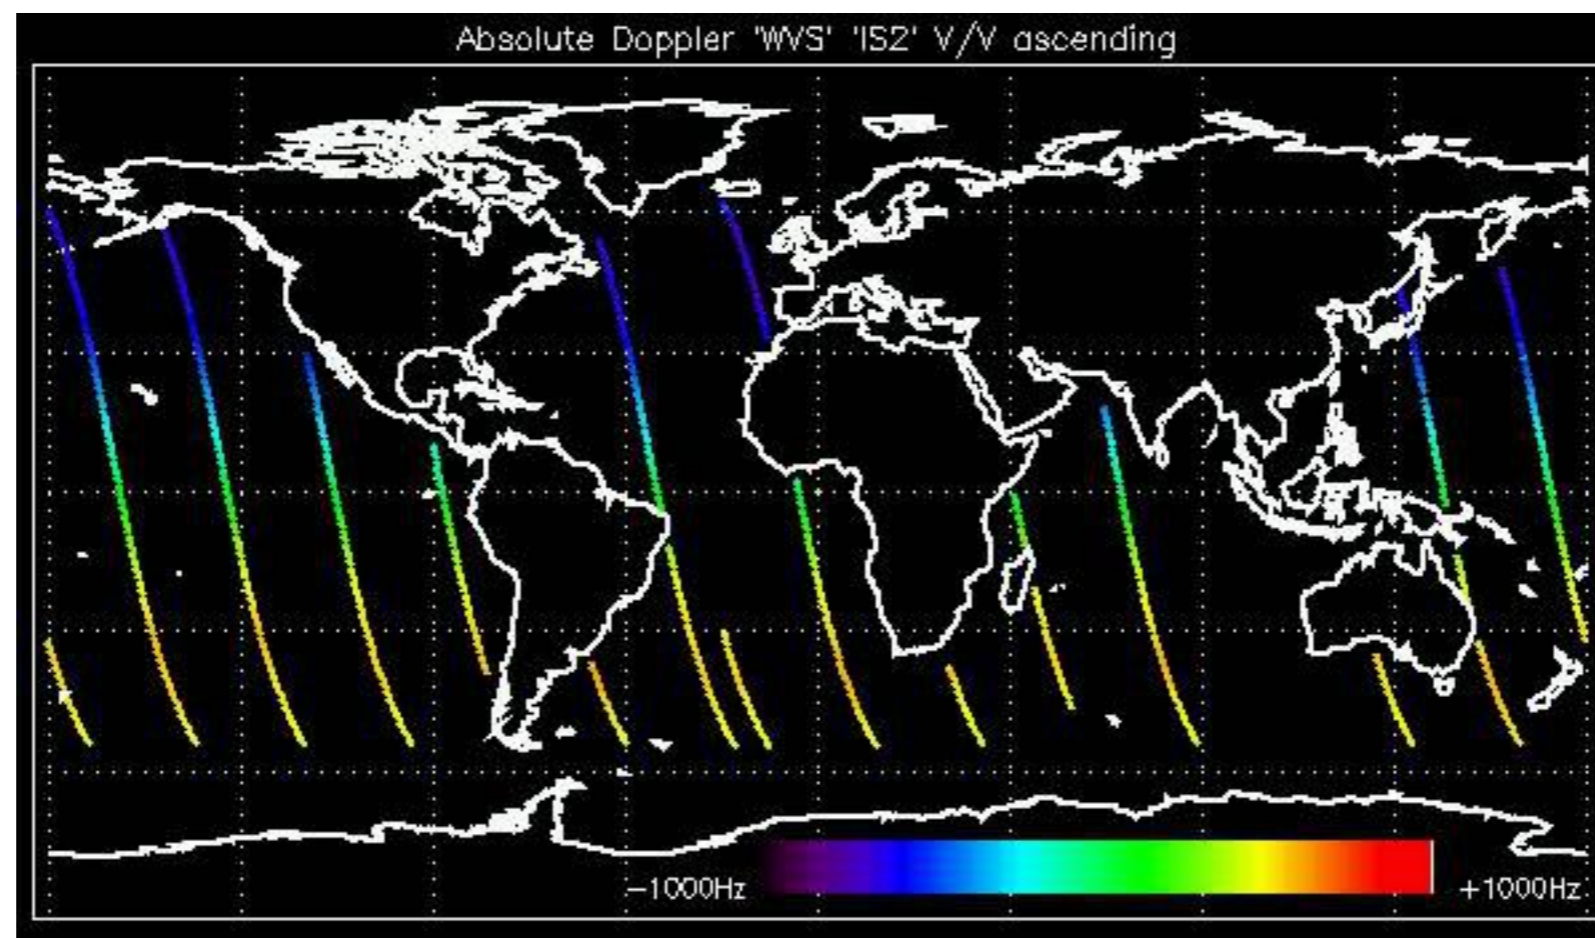 Absolute Doppler 'WVS' 'IS2' V/V ascending
−1000Hz
+1000Hz